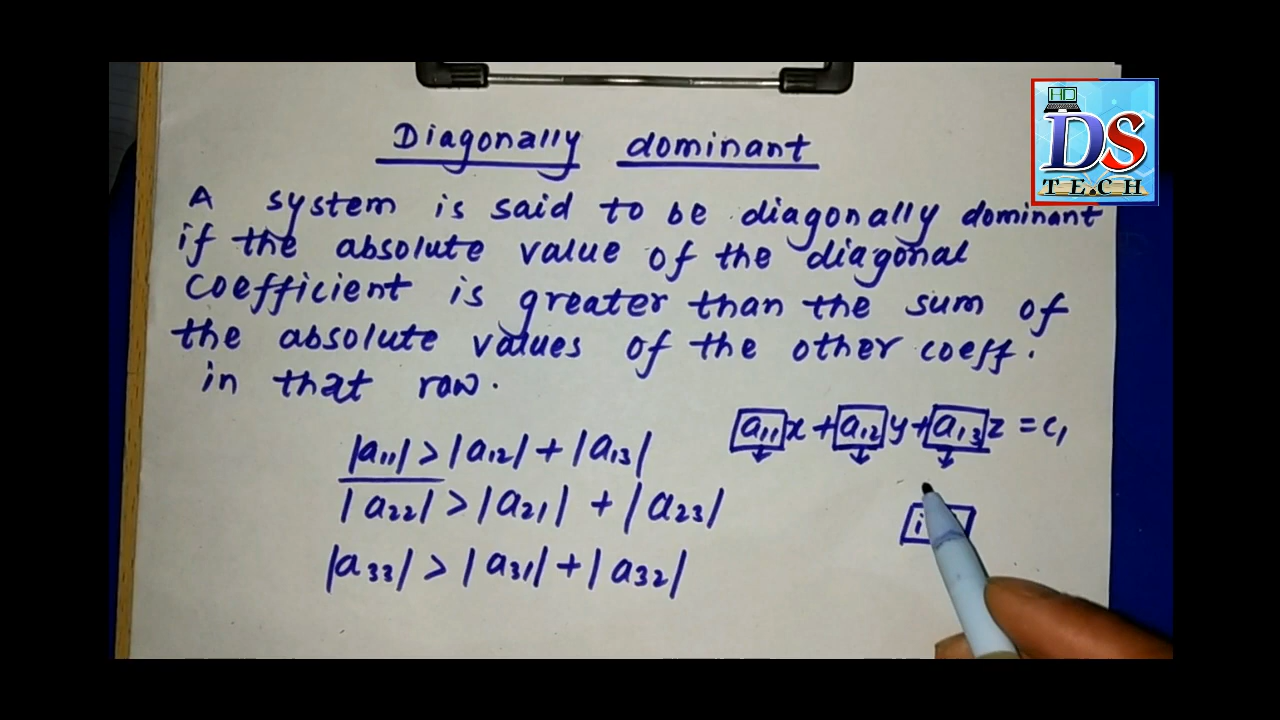 HD
DS
TECH
Diagonally dominant
A system is said to be diagonally dominant
if the absolute value of the diagonal
coefficient is greater than the sum of
the absolute values of the other coeff.
in that row.
a₁₁x + a₁₂y + a₁₃z = c₁
|a₁₁| > |a₁₂| + |a₁₃|
|a₂₂| > |a₂₁| + |a₂₃|
|a₃₃| > |a₃₁| + |a₃₂|